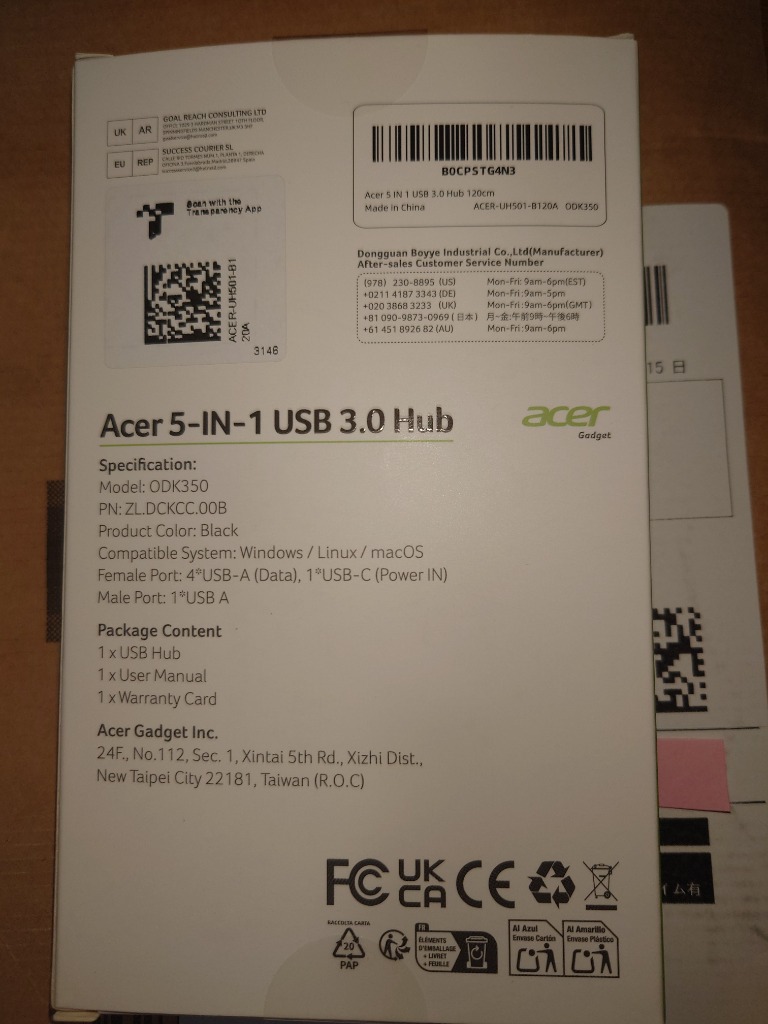 UK AR
GOAL REACH CONSULTING LTD
EU REP
SUCCESS COURIER SL
Scan with the
Transparency App
ACER-UH501-B1
20A
3146
B0CPSTG4N3
Acer 5 IN 1 USB 3.0 Hub 120cm
Made in China ACER-UH501-B120A ODK350
Dongguan Boyye Industrial Co.,Ltd(Manufacturer)
After-sales Customer Service Number
(978) 230-8895 (US) Mon-Fri: 9am-6pm(EST)
+0211 4187 3343 (DE) Mon-Fri: 9am-5pm
+020 3868 3233 (UK) Mon-Fri: 9am-6pm(GMT)
+81 090-9873-0969 (日本) 月-金:午前9時-午後6時
+61 451 8926 82 (AU) Mon-Fri:9am-6pm
15 日
Acer 5-IN-1 USB 3.0 Hub
acer
Gadget
Specification:
Model: ODK350
PN: ZL.DCKCC.00B
Product Color: Black
Compatible System: Windows / Linux / macOS
Female Port: 4*USB-A (Data), 1*USB-C (Power IN)
Male Port: 1*USB A
Package Content
1 x USB Hub
1 x User Manual
1 x Warranty Card
Acer Gadget Inc.
24F., No.112, Sec. 1, Xintai 5th Rd., Xizhi Dist.,
New Taipei City 22181, Taiwan (R.O.C)
FC UK CA CE
イム有
RACCOLTA CARTA
20
PAP
FR
ÉLÉMENTS
D'EMBALLAGE
+ LIVRET
+ FEUILLE
Al Azul
Envase Cartón
Al Amarillo
Envase Plástico